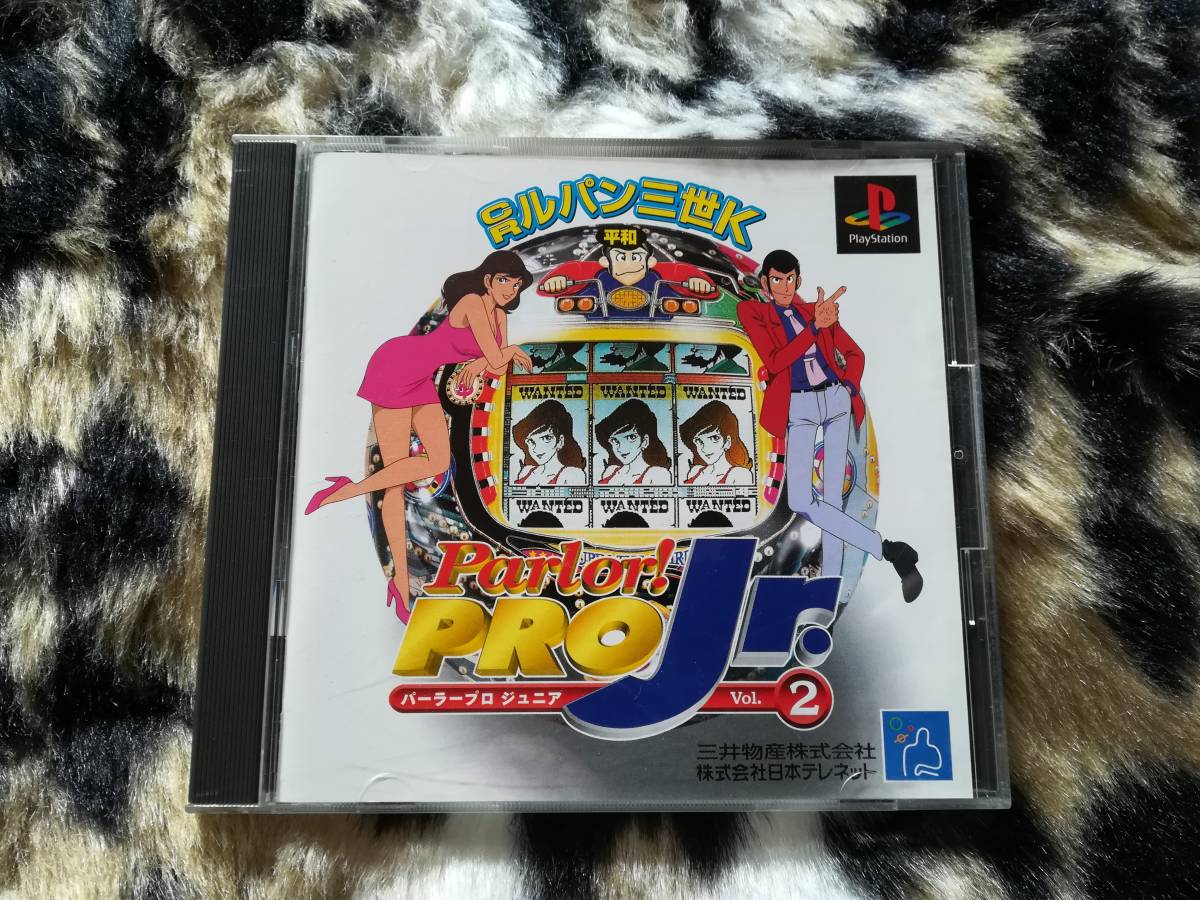 CRルパン三世K
PlayStation
平和
WANTED WANTED WANTED
WANTED WANTED WANTED
Parlor!
PRO Jr.
パーラープロ ジュニア
Vol. 2
三井物産株式会社
株式会社日本テレネット